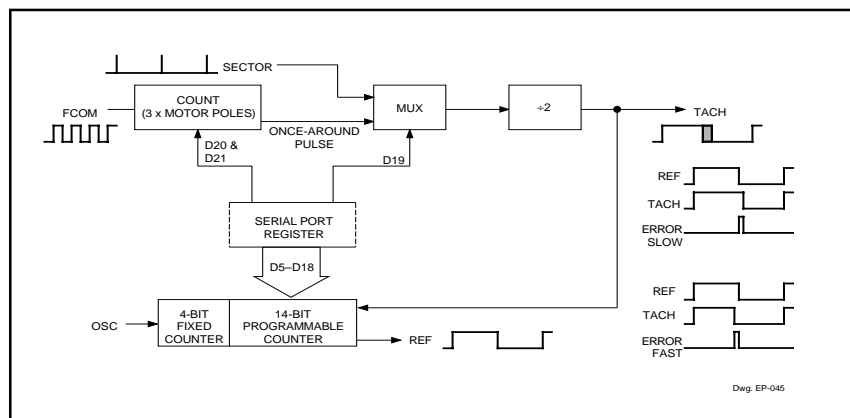 SECTOR
FCOM
COUNT
(3 x MOTOR POLES)
MUX
÷2
TACH
ONCE-AROUND
PULSE
D20 &
D21
D19
SERIAL PORT
REGISTER
D5–D18
OSC
4-BIT
FIXED
COUNTER
14-BIT
PROGRAMMABLE
COUNTER
REF
REF
TACH
ERROR
SLOW
REF
TACH
ERROR
FAST
Dwg. EP-045